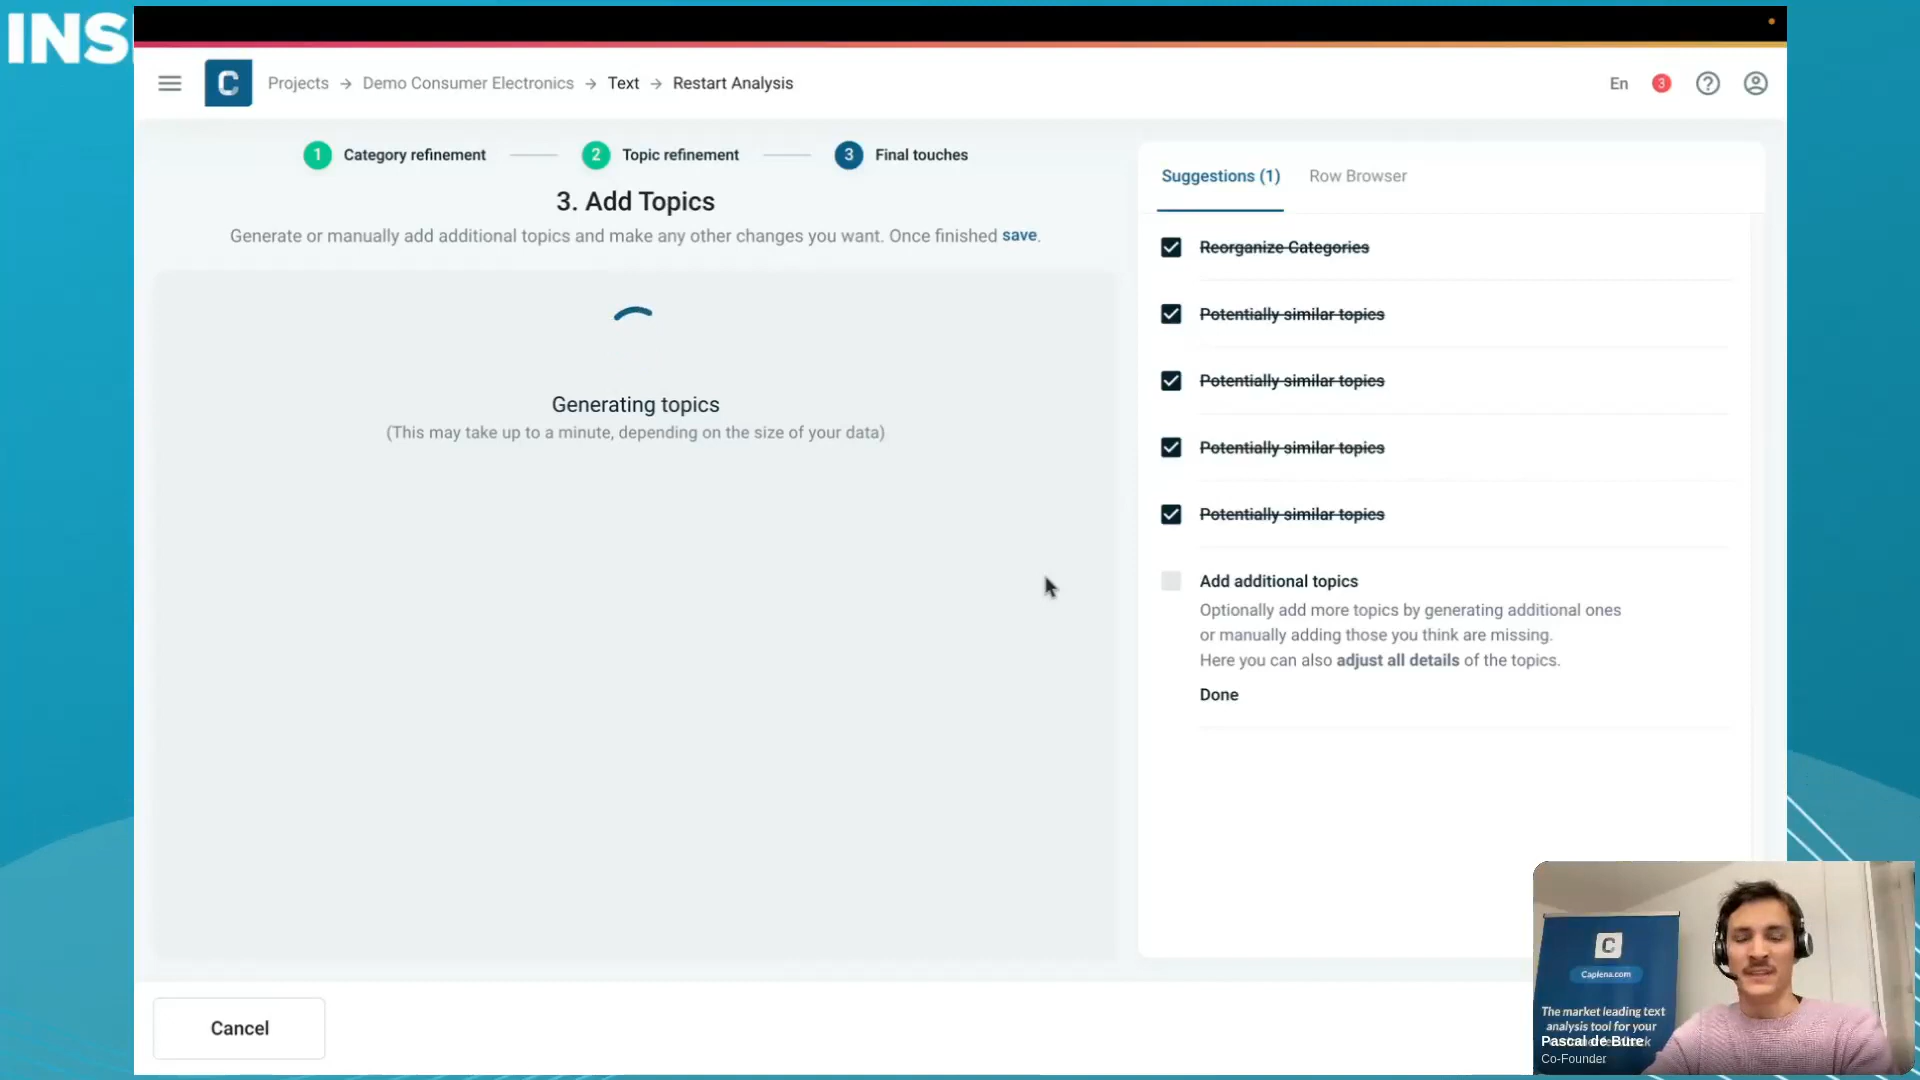 INS
C
Projects → Demo Consumer Electronics → Text → Restart Analysis
En
3
?
1 Category refinement
2 Topic refinement
3 Final touches
3. Add Topics
Generate or manually add additional topics and make any other changes you want. Once finished save.
Generating topics
(This may take up to a minute, depending on the size of your data)
Cancel
Suggestions (1)
Row Browser
Reorganize Categories
Potentially similar topics
Potentially similar topics
Potentially similar topics
Potentially similar topics
Add additional topics
Optionally add more topics by generating additional ones
or manually adding those you think are missing.
Here you can also adjust all details of the topics.
Done
C
Caplena.com
The market leading text
analysis tool for your
Pascal de Buren
Co-Founder